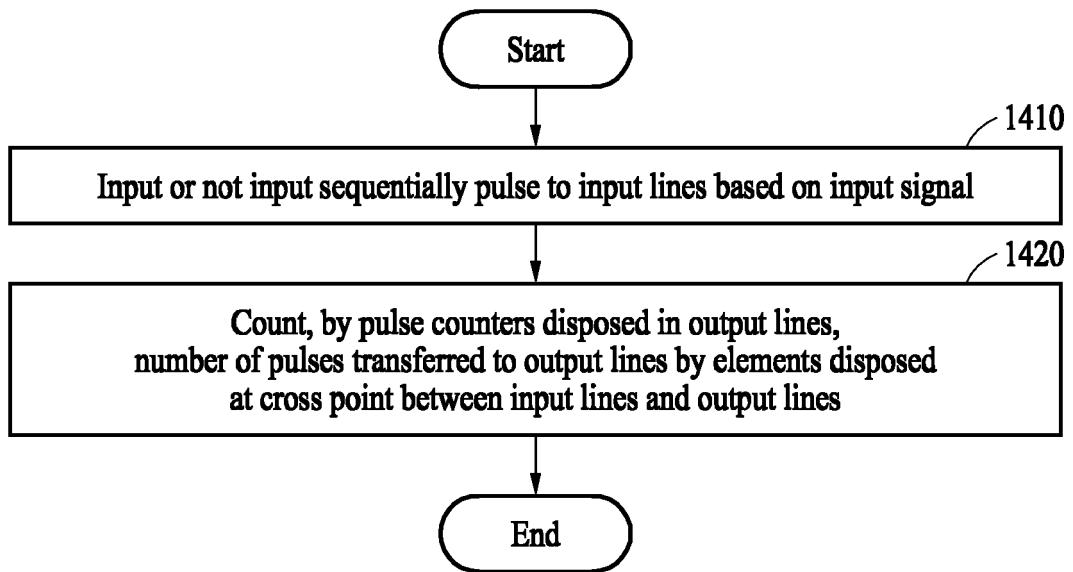 Start
1410
Input or not input sequentially pulse to input lines based on input signal
1420
Count, by pulse counters disposed in output lines,
number of pulses transferred to output lines by elements disposed
at cross point between input lines and output lines
End